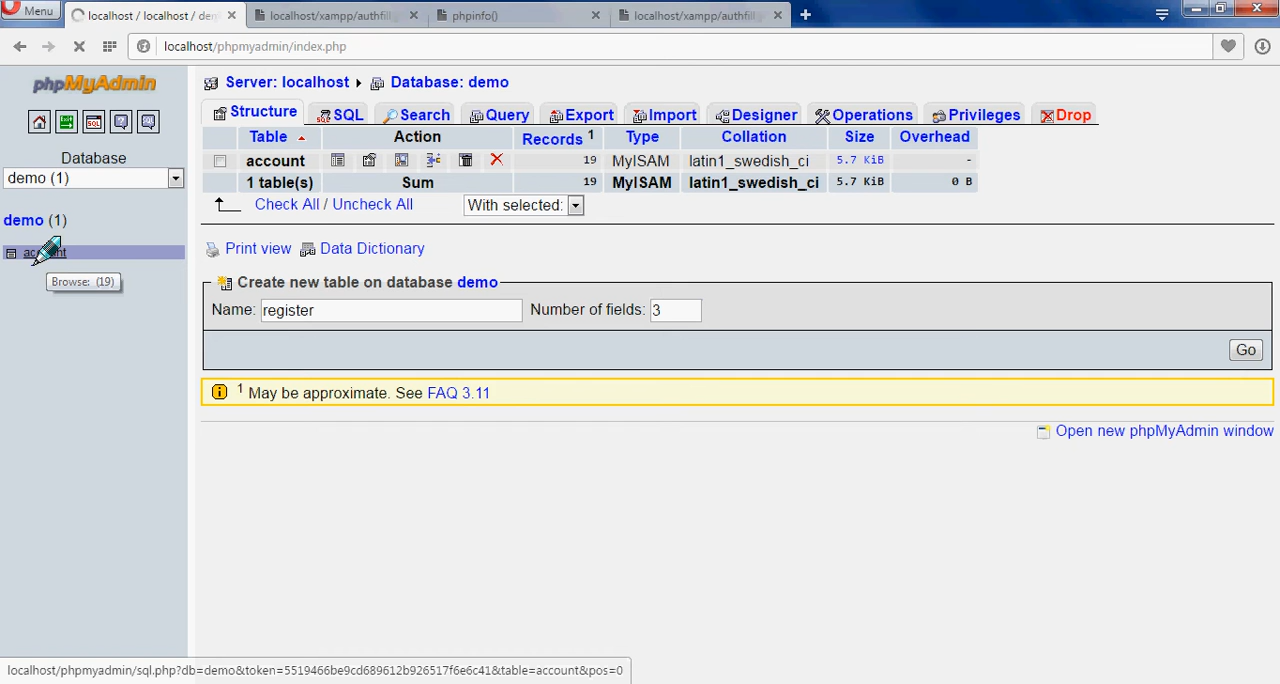 Menu
localhost / localhost / dem
localhost/xampp/authfill
phpinfo()
localhost/xampp/authfill
localhost/phpmyadmin/index.php
phpMyAdmin
Database
demo (1)
demo (1)
account
Browse: (19)
Server: localhost Database: demo
Structure SQL Search Query Export Import Designer Operations Privileges Drop
Table Action Records 1 Type Collation Size Overhead
account 19 MyISAM latin1_swedish_ci 5.7 KiB -
1 table(s) Sum 19 MyISAM latin1_swedish_ci 5.7 KiB 0 B
Check All / Uncheck All With selected:
Print view Data Dictionary
Create new table on database demo
Name: register Number of fields: 3
Go
1 May be approximate. See FAQ 3.11
Open new phpMyAdmin window
localhost/phpmyadmin/sql.php?db=demo&token=5519466be9cd689612b926517f6e6c41&table=account&pos=0